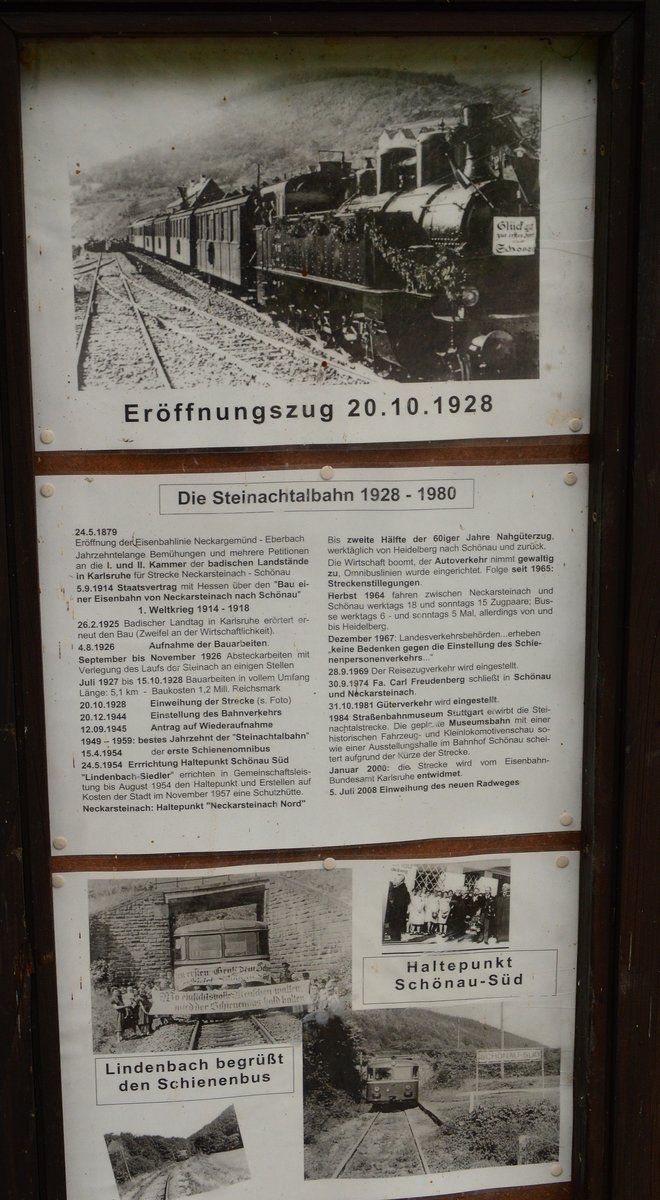 Glück
Eröffnungszug 20.10.1928
Die Steinachtalbahn 1928 - 1980
24.5.1879
Eröffnung der Eisenbahlinie Neckargemünd - Eberbach
Jahrzehntelange Bemühungen und mehrere Petitionen
an die I. und II. Kammer der badischen Landstände
in Karlsruhe für Strecke Neckarsteinach - Schönau
5.9.1914 Staatsvertrag mit Hessen über den "Bau ei-
ner Eisenbahn von Neckarsteinach nach Schönau"
1. Weltkrieg 1914 - 1918
26.2.1925 Badischer Landtag in Karlsruhe erörtert er-
neut den Bau (Zweifel an der Wirtschaftlichkeit).
4.8.1926 Aufnahme der Bauarbeiten
September bis November 1926 Absteckarbeiten mit
Verlegung des Laufs der Steinach an einigen Stellen
Juli 1927 bis 15.10.1928 Bauarbeiten in vollem Umfang
Länge: 5,1 km - Baukosten 1,2 Mill. Reichsmark
20.10.1928 Einweihung der Strecke (s. Foto)
20.12.1944 Einstellung des Bahnverkehrs
12.09.1945 Antrag auf Wiederaufnahme
1949 – 1959: bestes Jahrzehnt der "Steinachtalbahn"
15.4.1954 der erste Schienenomnibus
24.5.1954 Errrichtung Haltepunkt Schönau Süd
"Lindenbach-Siedler" errichten in Gemeinschaftsleis-
tung bis August 1954 den Haltepunkt und Erstellen auf
Kosten der Stadt im November 1957 eine Schutzhütte.
Neckarsteinach: Haltepunkt "Neckarsteinach Nord"
Bis zweite Hälfte der 60iger Jahre Nahgüterzug,
werktäglich von Heidelberg nach Schönau und zurück.
Die Wirtschaft boomt, der Autoverkehr nimmt gewaltig
zu, Omnibuslinien wurde eingerichtet. Folge seit 1965:
Streckenstillegungen.
Herbst 1964 fahren zwischen Neckarsteinach und
Schönau werktags 18 und sonntags 15 Zugpaare; Bus-
se werktags 6 - und sonntags 5 Mal, allerdings von und
bis Heidelberg.
Dezember 1967: Landesverkehrsbehörden...erheben
„keine Bedenken gegen die Einstellung des Schie-
nenpersonenverkehrs..."
28.9.1969 Der Reisezugverkehr wird eingestellt.
30.9.1974 Fa. Carl Freudenberg schließt in Schönau
und Neckarsteinach.
31.10.1981 Güterverkehr wird eingestellt.
1984 Straßenbahnmuseum Stuttgart erwirbt die Stei-
nachtalstrecke. Die geplante Museumsbahn mit einer
historischen Fahrzeug- und Kleinlokomotivenschau so-
wie einer Ausstellungshalle im Bahnhof Schönau schei-
tert aufgrund der Kürze der Strecke.
Januar 2000: die Strecke wird vom Eisenbahn-
Bundesamt Karlsruhe entwidmet.
5. Juli 2008 Einweihung des neuen Radweges
Wo einsichtsvolle Menschen walten
wird der Schienenbus bald halten
Haltepunkt
Schönau-Süd
SCHÖNAU-SÜD
Lindenbach begrüßt
den Schienenbus